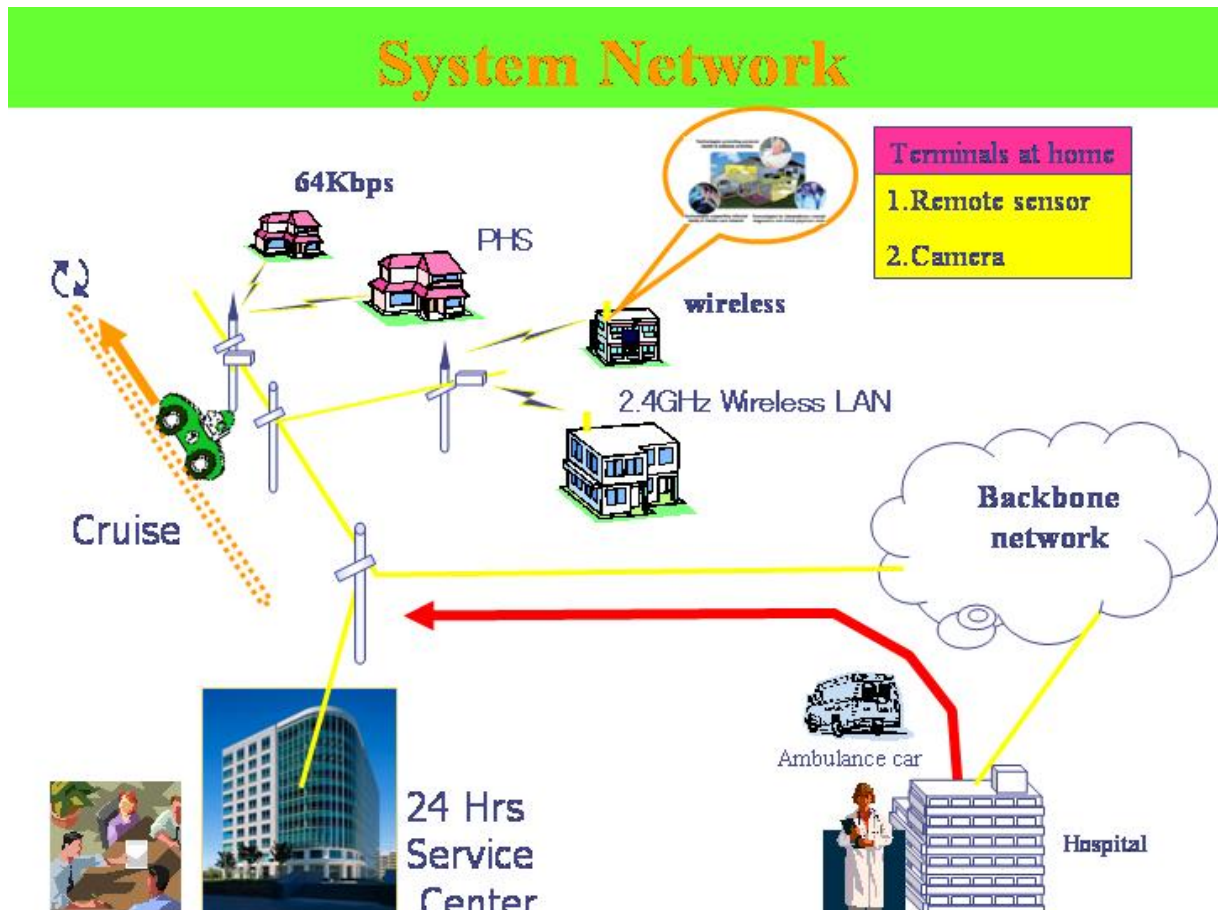 System Network
64Kbps
PHS
wireless
2.4GHz Wireless LAN
Terminals at home
1.Remote sensor
2.Camera
Cruise
Backbone
network
Ambulance car
Hospital
24 Hrs
Service
Center